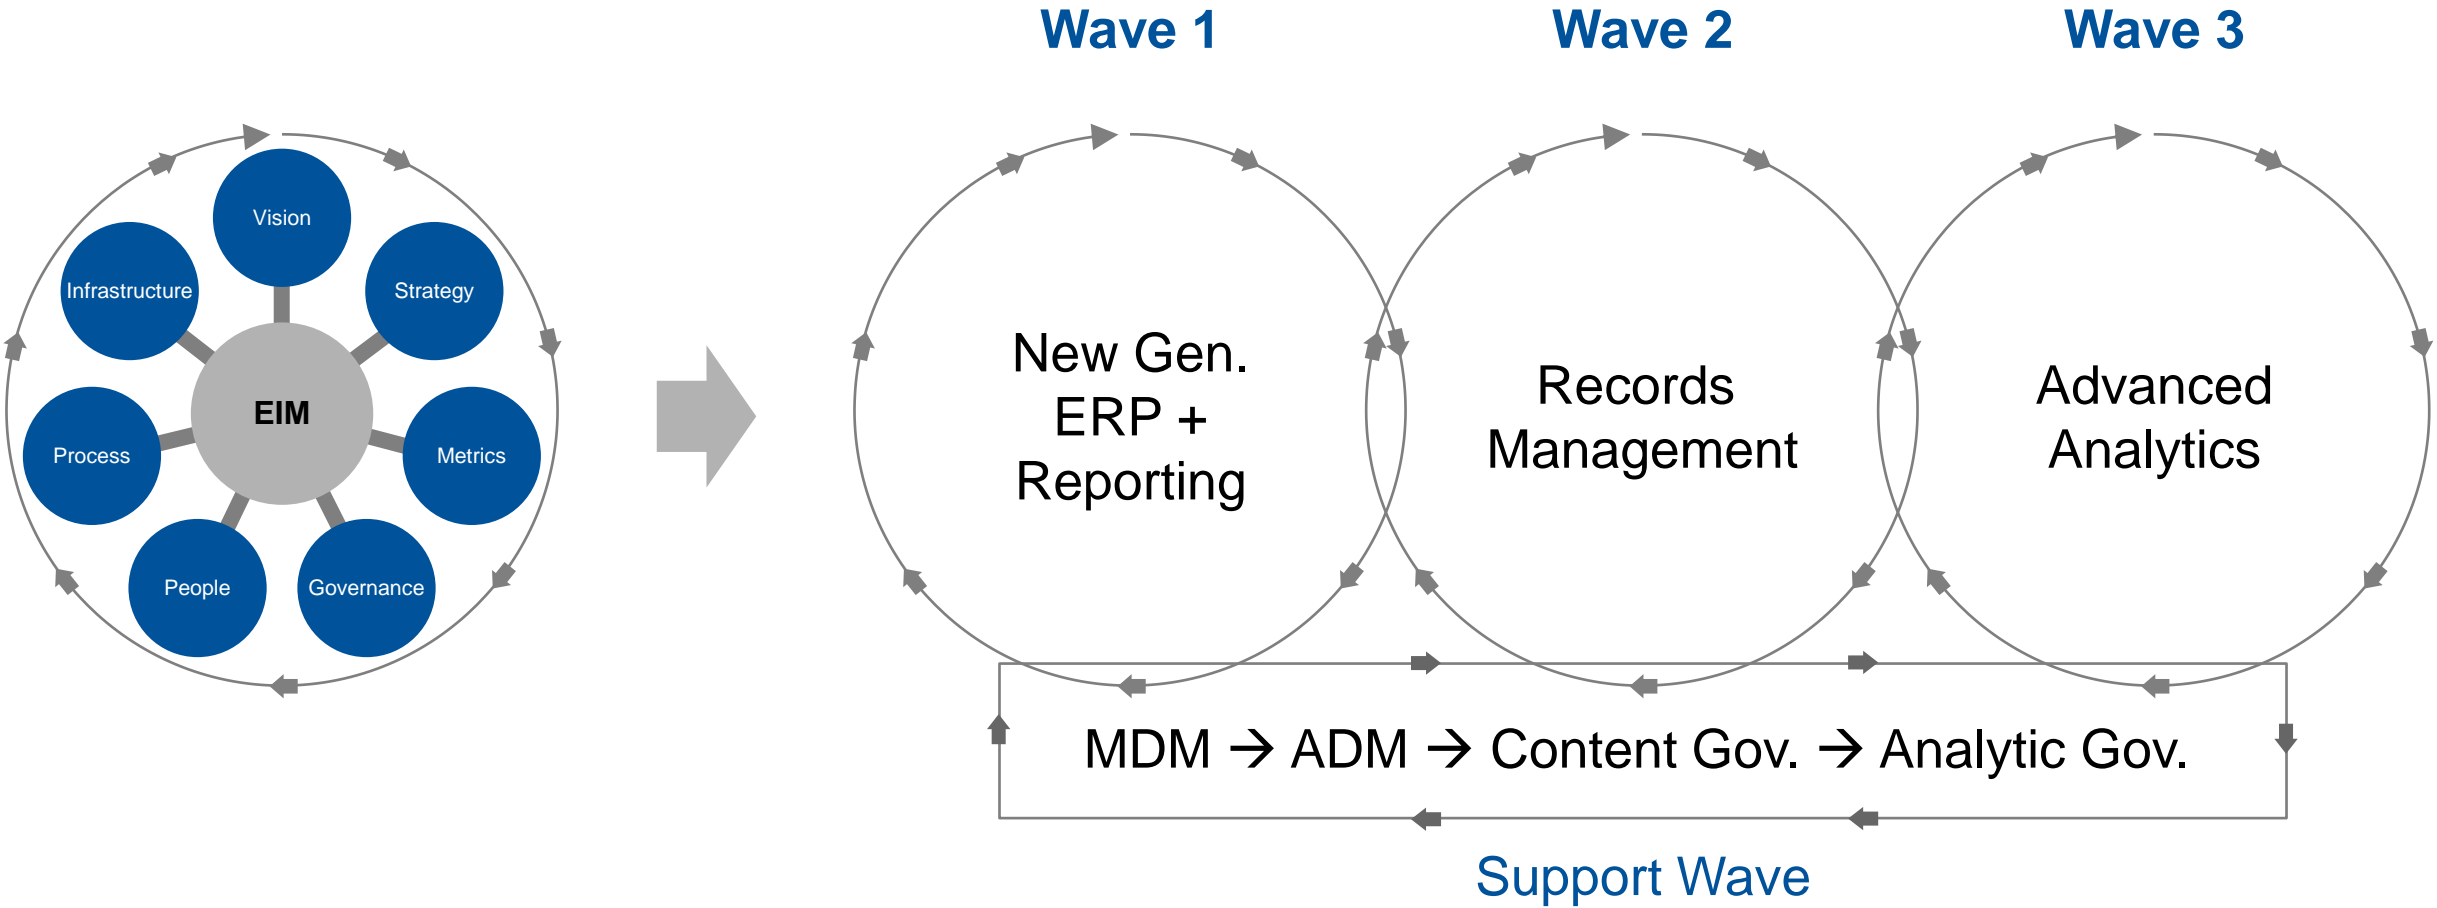 Wave 1
Wave 2
Wave 3
Vision
Infrastructure
Strategy
EIM
Process
Metrics
People
Governance
New Gen.
ERP +
Reporting
Records
Management
Advanced
Analytics
MDM → ADM → Content Gov. → Analytic Gov.
Support Wave